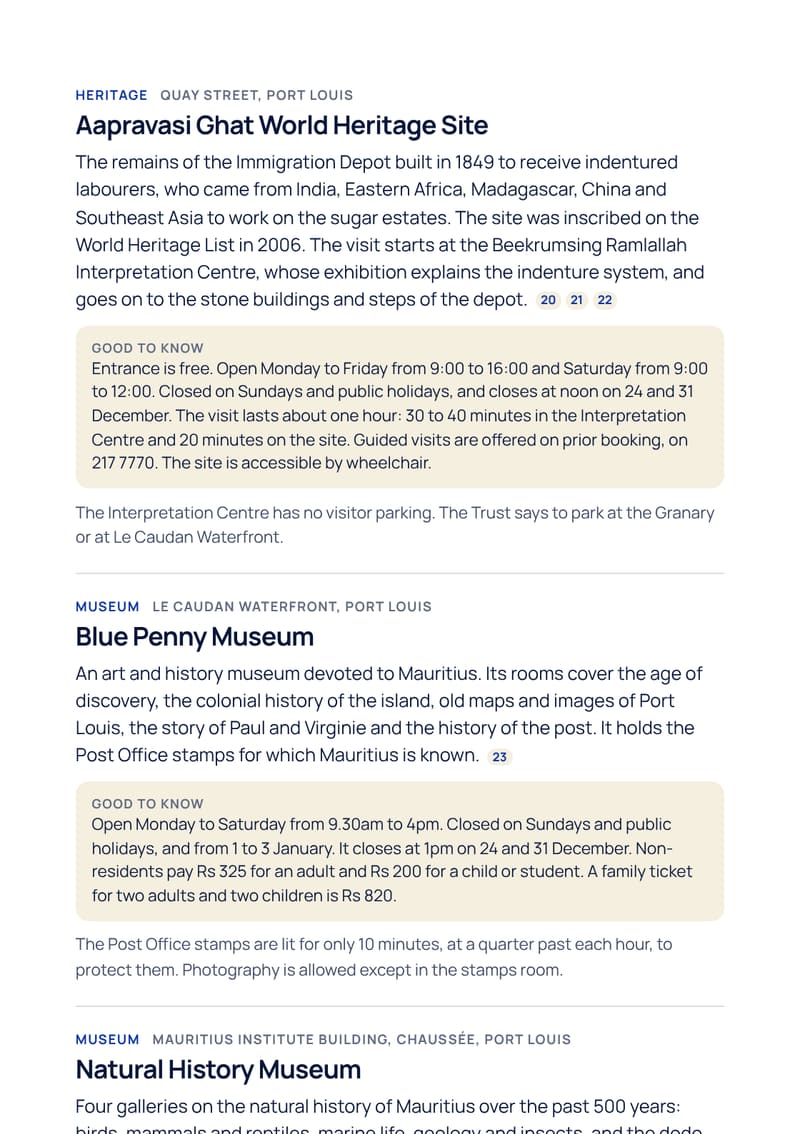 HERITAGE QUAY STREET, PORT LOUIS
Aapravasi Ghat World Heritage Site
The remains of the Immigration Depot built in 1849 to receive indentured
labourers, who came from India, Eastern Africa, Madagascar, China and
Southeast Asia to work on the sugar estates. The site was inscribed on the
World Heritage List in 2006. The visit starts at the Beekrumsing Ramlallah
Interpretation Centre, whose exhibition explains the indenture system, and
goes on to the stone buildings and steps of the depot. 20 21 22
GOOD TO KNOW
Entrance is free. Open Monday to Friday from 9:00 to 16:00 and Saturday from 9:00
to 12:00. Closed on Sundays and public holidays, and closes at noon on 24 and 31
December. The visit lasts about one hour: 30 to 40 minutes in the Interpretation
Centre and 20 minutes on the site. Guided visits are offered on prior booking, on
217 7770. The site is accessible by wheelchair.
The Interpretation Centre has no visitor parking. The Trust says to park at the Granary
or at Le Caudan Waterfront.
MUSEUM LE CAUDAN WATERFRONT, PORT LOUIS
Blue Penny Museum
An art and history museum devoted to Mauritius. Its rooms cover the age of
discovery, the colonial history of the island, old maps and images of Port
Louis, the story of Paul and Virginie and the history of the post. It holds the
Post Office stamps for which Mauritius is known. 23
GOOD TO KNOW
Open Monday to Saturday from 9.30am to 4pm. Closed on Sundays and public
holidays, and from 1 to 3 January. It closes at 1pm on 24 and 31 December. Non-
residents pay Rs 325 for an adult and Rs 200 for a child or student. A family ticket
for two adults and two children is Rs 820.
The Post Office stamps are lit for only 10 minutes, at a quarter past each hour, to
protect them. Photography is allowed except in the stamps room.
MUSEUM MAURITIUS INSTITUTE BUILDING, CHAUSSÉE, PORT LOUIS
Natural History Museum
Four galleries on the natural history of Mauritius over the past 500 years:
birds, mammals and reptiles, marine life, geology and insects, and the dodo